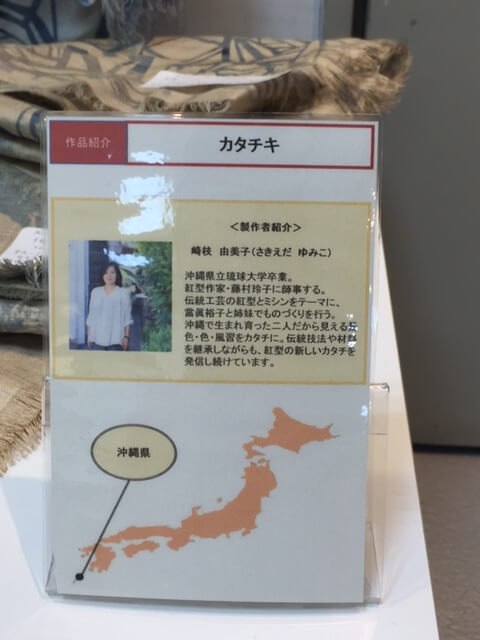 作品紹介
カタチキ
＜製作者紹介＞
﨑枝 由美子(さきえだ ゆみこ)
沖縄県立琉球大学卒業。
紅型作家・藤村玲子に師事する。
伝統工芸の紅型とミシンをテーマに、
當眞裕子と姉妹でものづくりを行う。
沖縄で生まれ育った二人だから見える景
色・色・風習をカタチに。伝統技法や材料
を継承しながらも、紅型の新しいカタチを
発信し続けています。
沖縄県